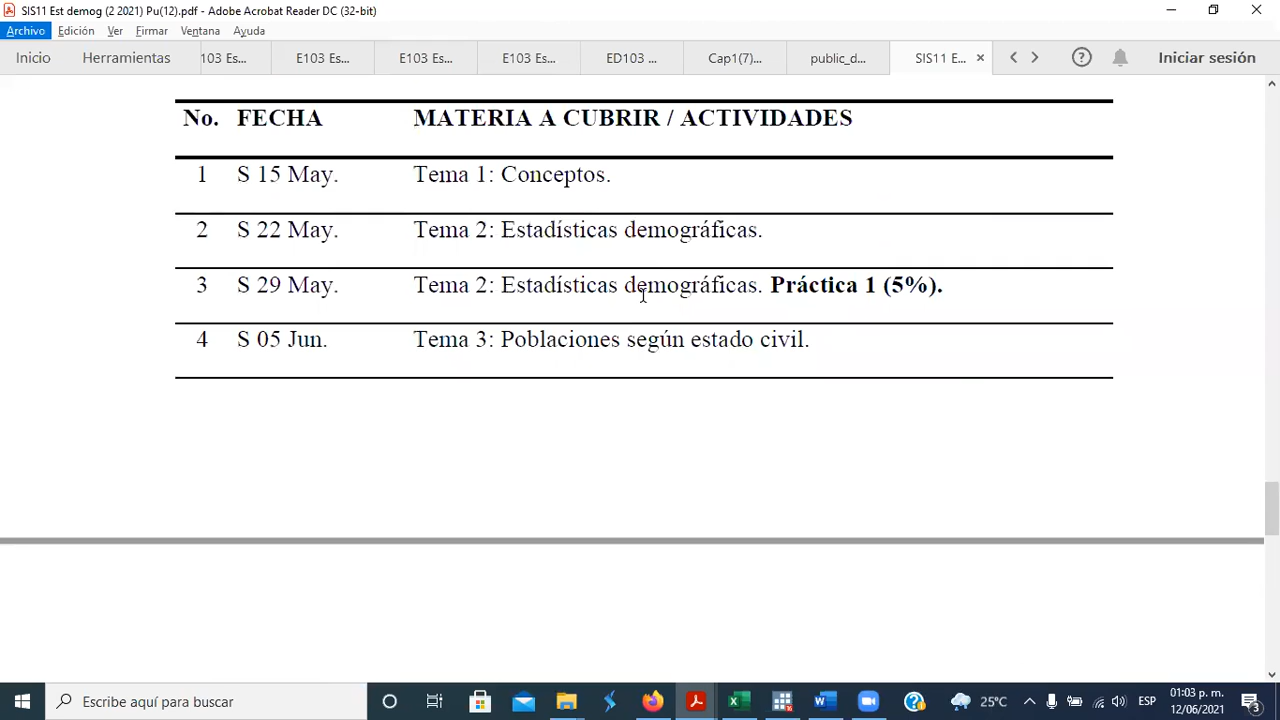 SIS11 Est demog (2 2021) Pu(12).pdf - Adobe Acrobat Reader DC (32-bit)
Archivo Edición Ver Firmar Ventana Ayuda
Inicio Herramientas 103 Es... E103 Es... E103 Es... E103 Es... ED103 ... Cap1(7)... public_d... SIS11 E... Iniciar sesión
No. FECHA MATERIA A CUBRIR / ACTIVIDADES
1 S 15 May. Tema 1: Conceptos.
2 S 22 May. Tema 2: Estadísticas demográficas.
3 S 29 May. Tema 2: Estadísticas demográficas. Práctica 1 (5%).
4 S 05 Jun. Tema 3: Poblaciones según estado civil.
Escribe aquí para buscar 25°C ESP 01:03 p. m.
12/06/2021 3